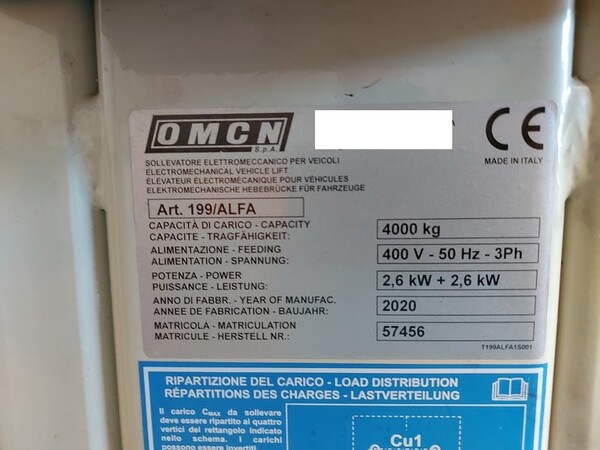 OMCN
S.p.A.
CE
MADE IN ITALY
SOLLEVATORE ELETTROMECCANICO PER VEICOLI
ELECTROMECHANICAL VEHICLE LIFT
ÉLÉVATEUR ÉLECTROMÉCANIQUE POUR VÉHICULES
ELEKTROMECHANISCHE HEBEBRÜCKE FÜR FAHRZEUGE
Art. 199/ALFA
CAPACITÀ DI CARICO - CAPACITY
CAPACITE - TRAGFÄHIGKEIT:
4000 kg
ALIMENTAZIONE - FEEDING
ALIMENTATION - SPANNUNG:
400 V - 50 Hz - 3Ph
POTENZA - POWER
PUISSANCE - LEISTUNG:
2,6 kW + 2,6 kW
ANNO DI FABBR. - YEAR OF MANUFAC.
ANNEE DE FABRICATION - BAUJAHR:
2020
MATRICOLA - MATRICULATION
MATRICULE - HERSTELL NR.:
57456
T199ALFA1S001
RIPARTIZIONE DEL CARICO - LOAD DISTRIBUTION
RÉPARTITIONS DES CHARGES - LASTVERTEILUNG
Il carico CMAX da sollevare
deve essere ripartito ai quattro
vertici del rettangolo indicato
nello schema. I carichi
possono essere invertiti
Cu1